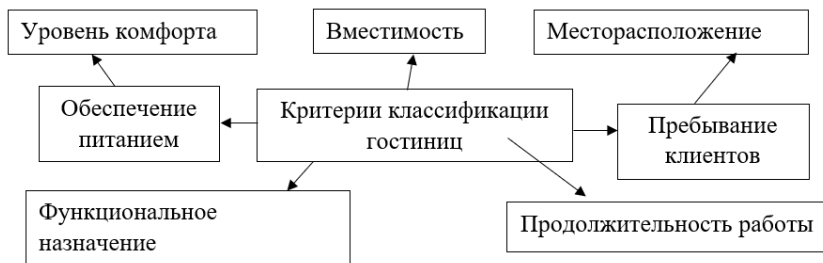 Уровень комфорта
Вместимость
Месторасположение
Обеспечение
питанием
Критерии классификации
гостиниц
Пребывание
клиентов
Функциональное
назначение
Продолжительность работы